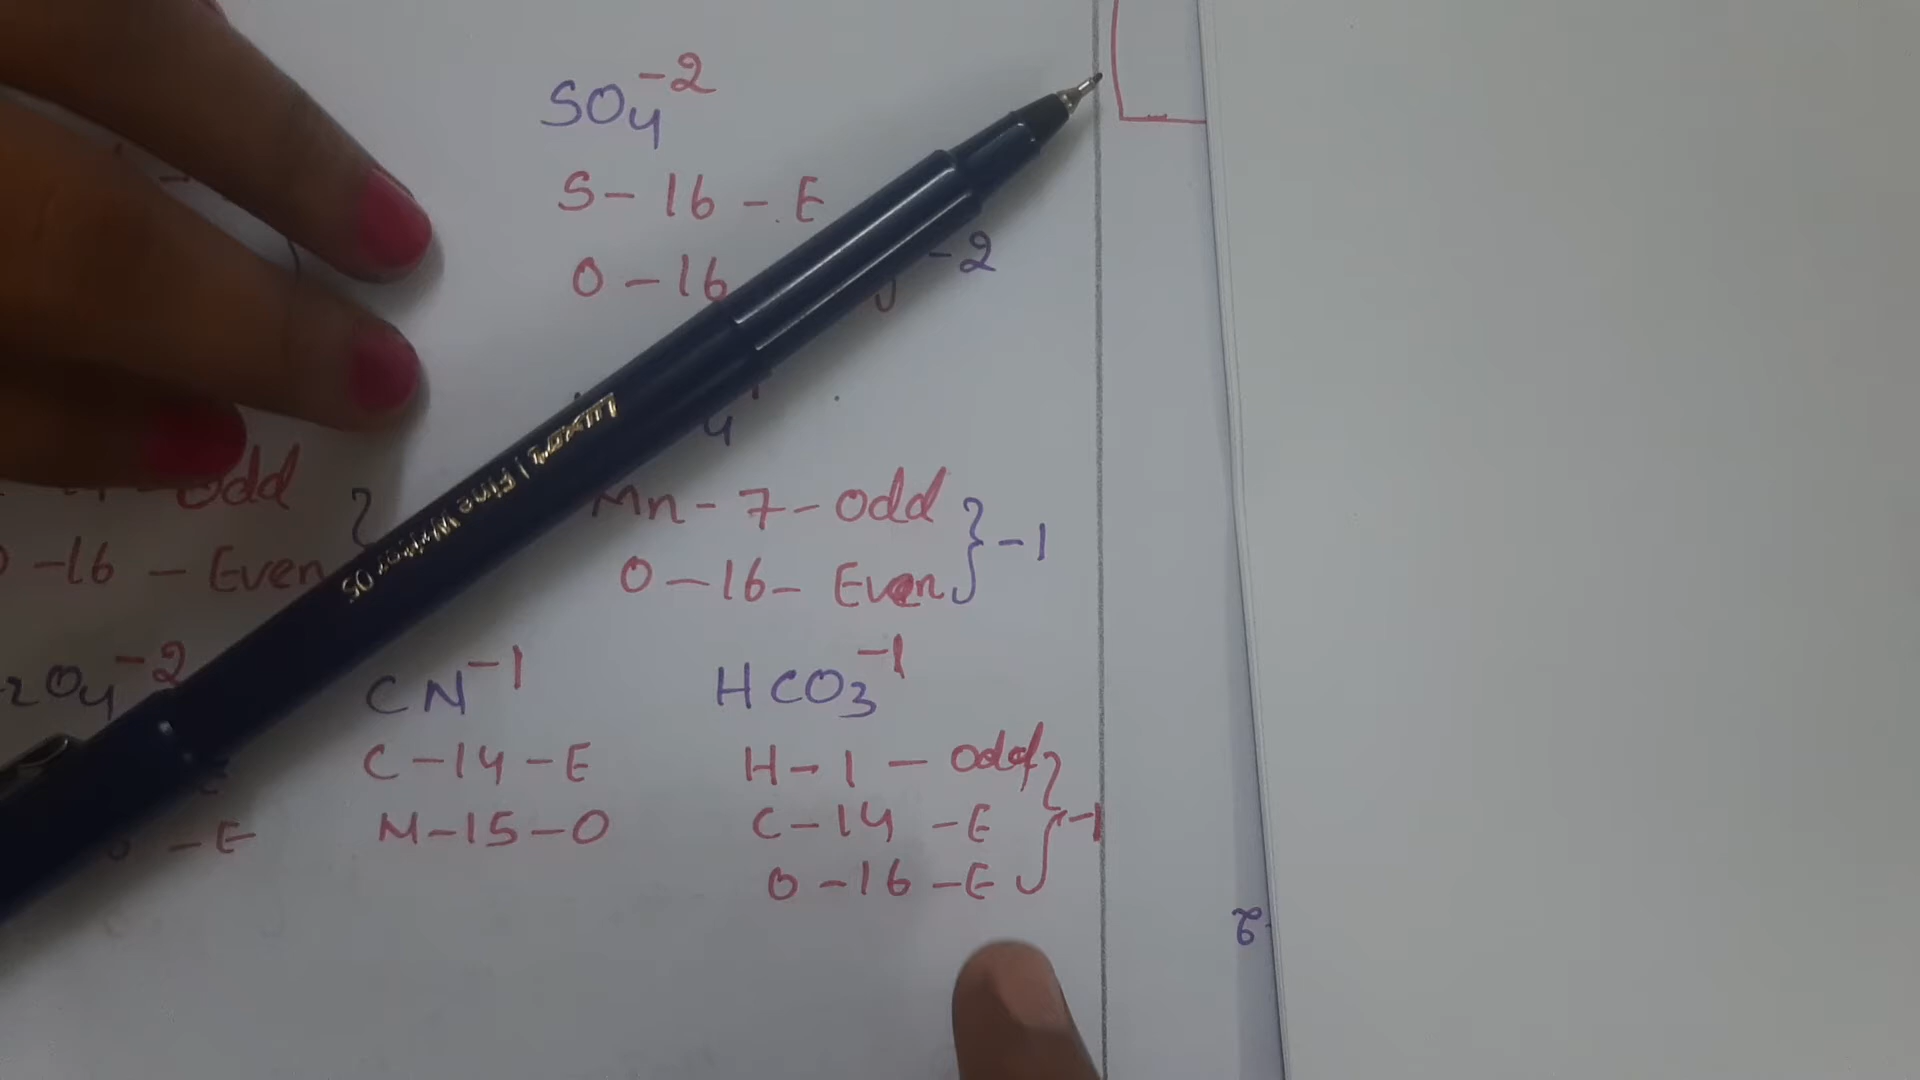 SO4-2
S-16-E
O-16
-2
4
Odd
O-16-Even
Mn-7-Odd
O-16-Even
}-1
2O4-2
-E
CN-1
C-14-E
N-15-O
HCO3-1
H-1-Odd
C-14-E
O-16-E
}-1
Luxor | Fine Writer 05